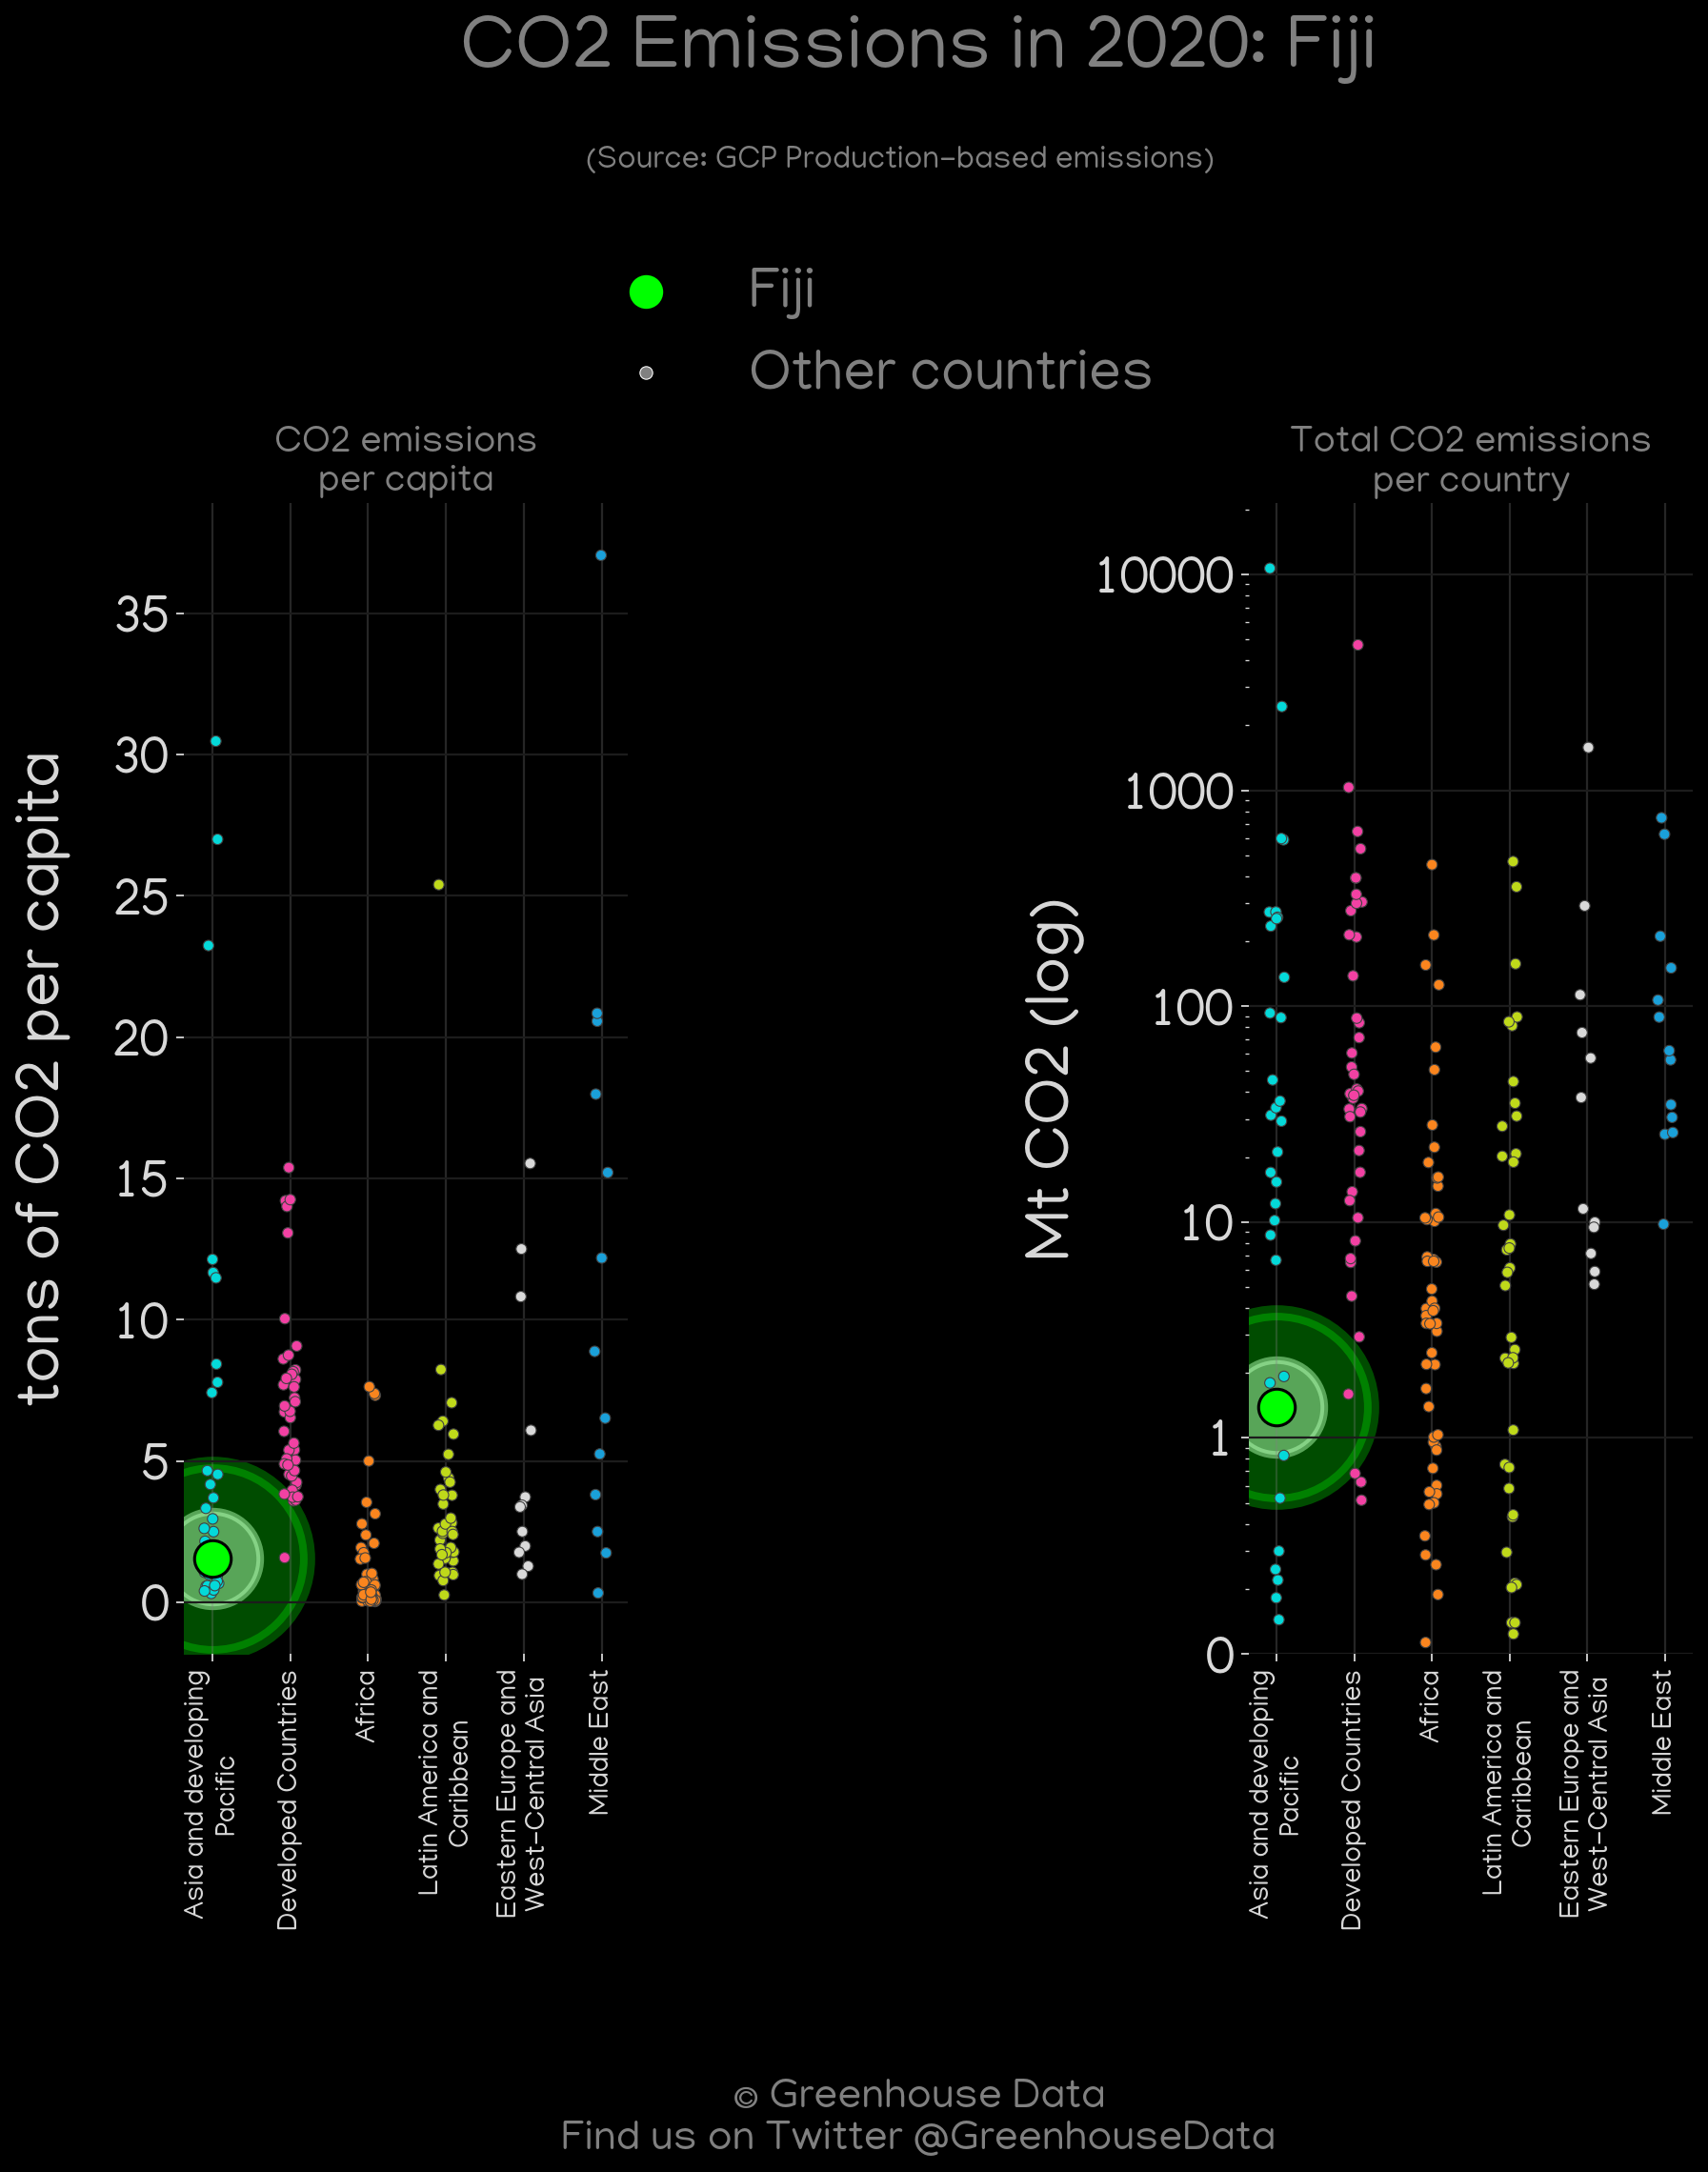 CO2 Emissions in 2020: Fiji
(Source: GCP Production-based emissions)
Fiji
Other countries
CO2 emissions
per capita
tons of CO2 per capita
35
30
25
20
15
10
5
0
Asia and developing
Pacific
Developed Countries
Africa
Latin America and
Caribbean
Eastern Europe and
West-Central Asia
Middle East
Total CO2 emissions
per country
Mt CO2 (log)
10000
1000
100
10
1
0
Asia and developing
Pacific
Developed Countries
Africa
Latin America and
Caribbean
Eastern Europe and
West-Central Asia
Middle East
© Greenhouse Data
Find us on Twitter @GreenhouseData